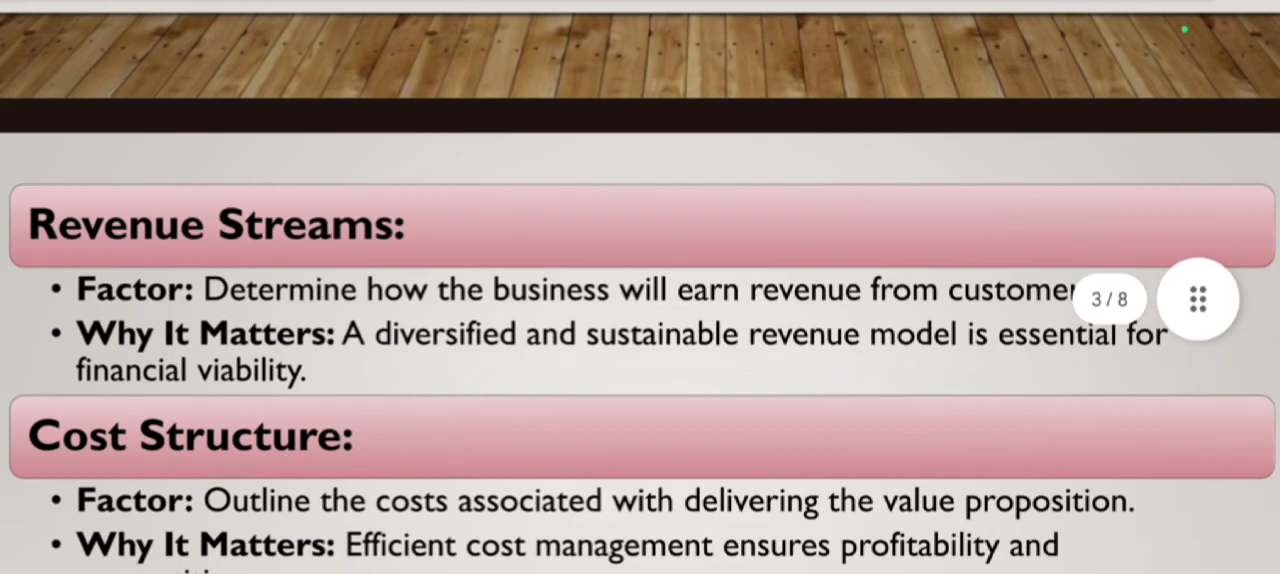 Revenue Streams:
• Factor: Determine how the business will earn revenue from
3 / 8
• Why It Matters: A diversified and sustainable revenue model is essential for
financial viability.
Cost Structure:
• Factor: Outline the costs associated with delivering the value proposition.
• Why It Matters: Efficient cost management ensures profitability and